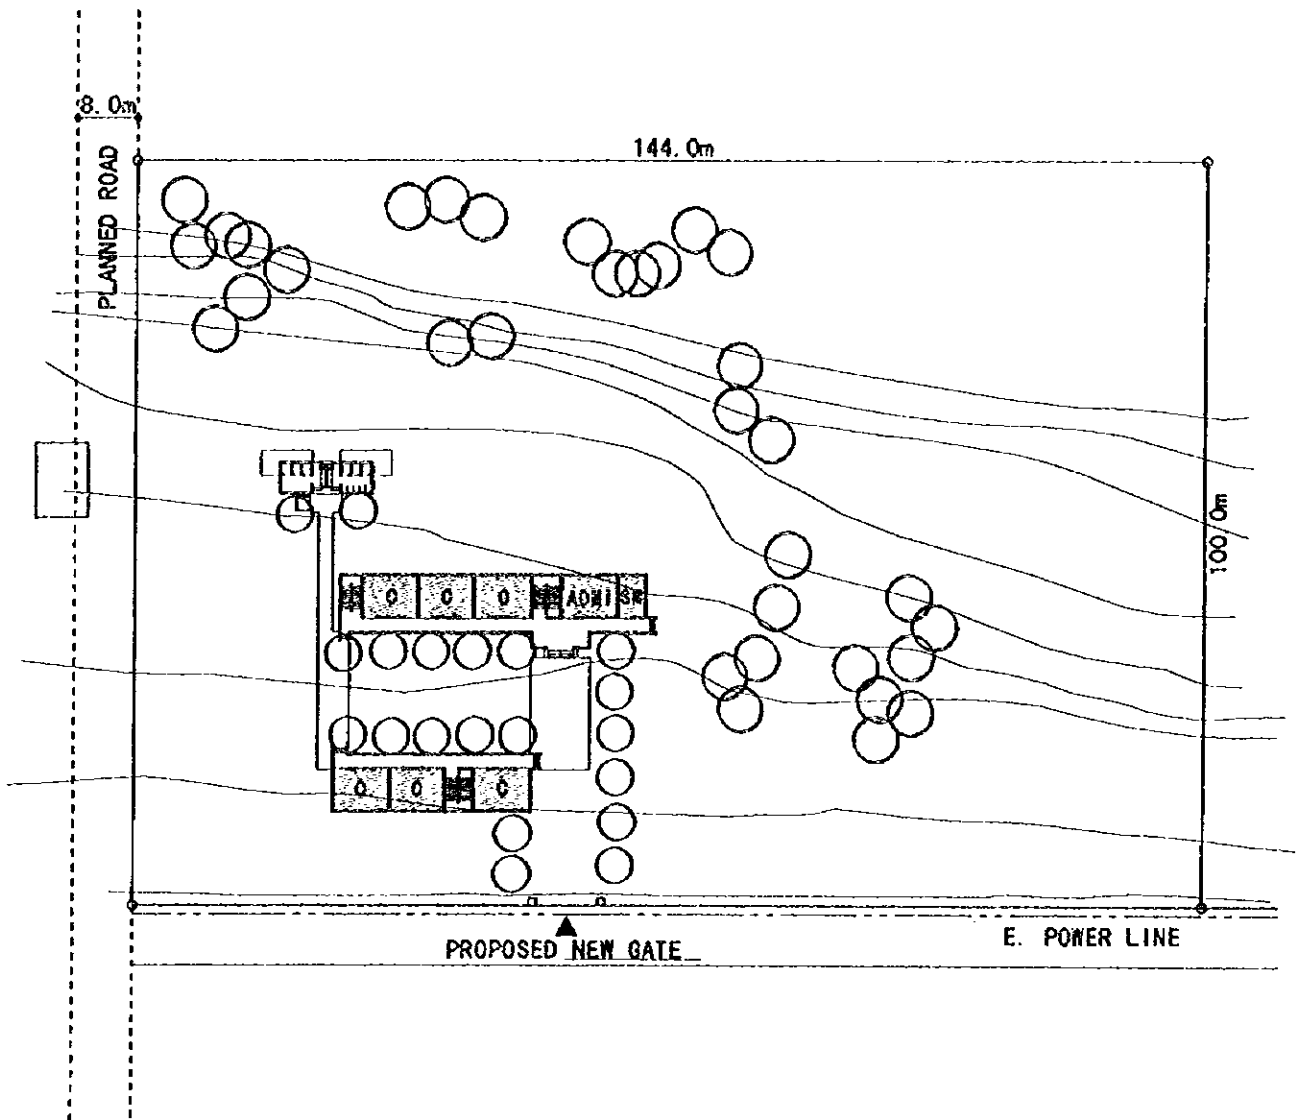 8.0m
144.0m
PLANNED ROAD
100.0m
C C C ADMI SR
C C C
PROPOSED NEW GATE
E. POWER LINE